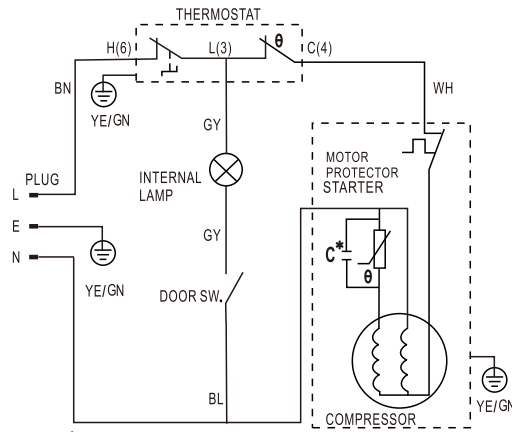 THERMOSTAT
H(6)
L(3)
θ
C(4)
BN
YE/GN
WH
GY
MOTOR
PROTECTOR
STARTER
PLUG
INTERNAL
LAMP
L
E
N
GY
C*
θ
YE/GN
DOOR SW.
BL
COMPRESSOR
YE/GN